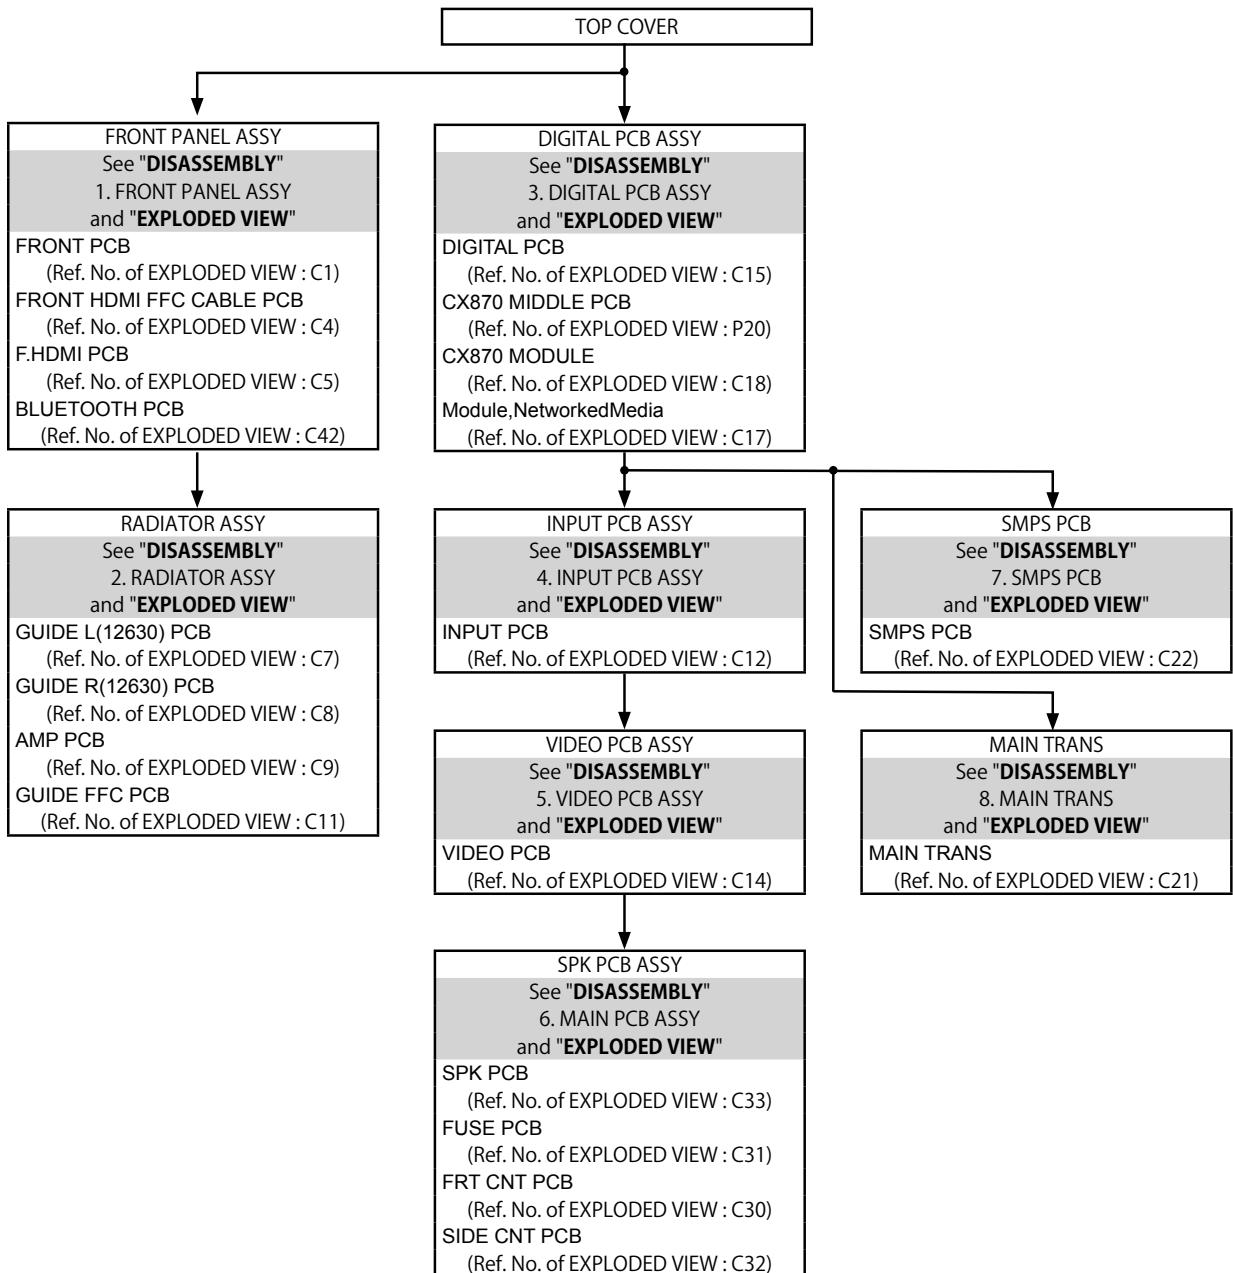 TOP COVER
FRONT PANEL ASSY
See "DISASSEMBLY"
1. FRONT PANEL ASSY
and "EXPLODED VIEW"
FRONT PCB
(Ref. No. of EXPLODED VIEW : C1)
FRONT HDMI FFC CABLE PCB
(Ref. No. of EXPLODED VIEW : C4)
F.HDMI PCB
(Ref. No. of EXPLODED VIEW : C5)
BLUETOOTH PCB
(Ref. No. of EXPLODED VIEW : C42)
DIGITAL PCB ASSY
See "DISASSEMBLY"
3. DIGITAL PCB ASSY
and "EXPLODED VIEW"
DIGITAL PCB
(Ref. No. of EXPLODED VIEW : C15)
CX870 MIDDLE PCB
(Ref. No. of EXPLODED VIEW : P20)
CX870 MODULE
(Ref. No. of EXPLODED VIEW : C18)
Module,NetworkedMedia
(Ref. No. of EXPLODED VIEW : C17)
RADIATOR ASSY
See "DISASSEMBLY"
2. RADIATOR ASSY
and "EXPLODED VIEW"
GUIDE L(12630) PCB
(Ref. No. of EXPLODED VIEW : C7)
GUIDE R(12630) PCB
(Ref. No. of EXPLODED VIEW : C8)
AMP PCB
(Ref. No. of EXPLODED VIEW : C9)
GUIDE FFC PCB
(Ref. No. of EXPLODED VIEW : C11)
INPUT PCB ASSY
See "DISASSEMBLY"
4. INPUT PCB ASSY
and "EXPLODED VIEW"
INPUT PCB
(Ref. No. of EXPLODED VIEW : C12)
SMPS PCB
See "DISASSEMBLY"
7. SMPS PCB
and "EXPLODED VIEW"
SMPS PCB
(Ref. No. of EXPLODED VIEW : C22)
VIDEO PCB ASSY
See "DISASSEMBLY"
5. VIDEO PCB ASSY
and "EXPLODED VIEW"
VIDEO PCB
(Ref. No. of EXPLODED VIEW : C14)
MAIN TRANS
See "DISASSEMBLY"
8. MAIN TRANS
and "EXPLODED VIEW"
MAIN TRANS
(Ref. No. of EXPLODED VIEW : C21)
SPK PCB ASSY
See "DISASSEMBLY"
6. MAIN PCB ASSY
and "EXPLODED VIEW"
SPK PCB
(Ref. No. of EXPLODED VIEW : C33)
FUSE PCB
(Ref. No. of EXPLODED VIEW : C31)
FRT CNT PCB
(Ref. No. of EXPLODED VIEW : C30)
SIDE CNT PCB
(Ref. No. of EXPLODED VIEW : C32)